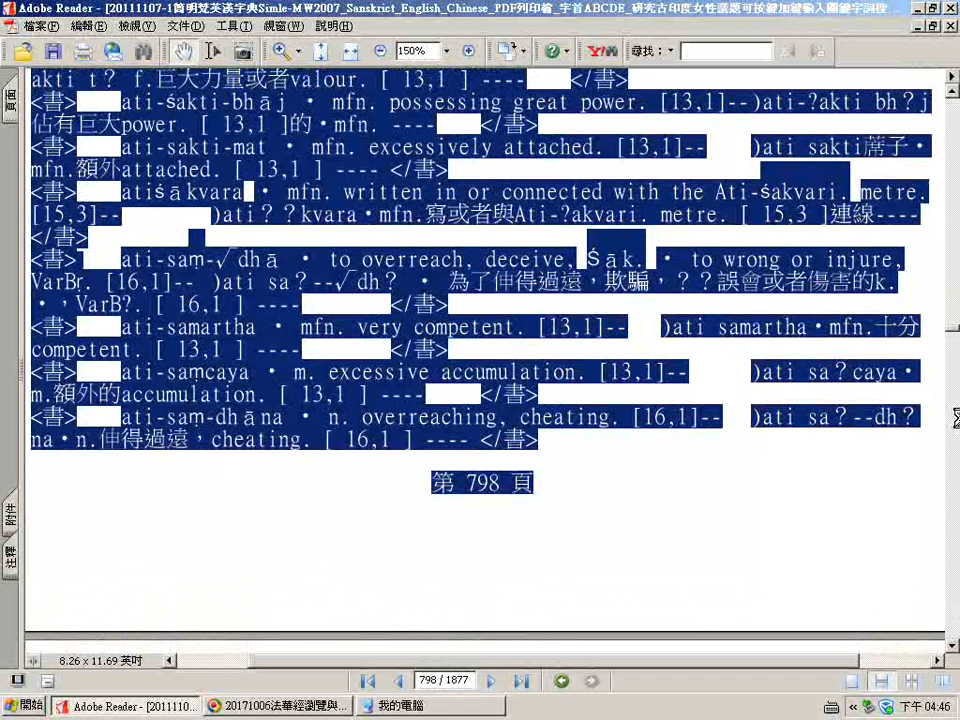 Adobe Reader - [20111107-1簡明梵英漢字典Simle-MW2007_Sanskrict_English_Chinese_PDF列印檔_字首ABCDE_研究古印度女性議題可按鍵加鍵輸入關鍵字詞搜...
檔案(F) 編輯(E) 檢視(V) 文件(D) 工具(T) 視窗(W) 說明(H)
150% 尋找：
頁面
akti t？ f.巨大力量或者valour. [ 13,1 ] ---- </書>
<書> ati-śakti-bhāj ‧ mfn. possessing great power. [13,1]--)ati-?akti bh？j
佔有巨大power. [ 13,1 ]的‧mfn. ---- </書>
<書> ati-sakti-mat ‧ mfn. excessively attached. [13,1]-- )ati sakti蓆子‧
mfn.額外attached. [ 13,1 ] ---- </書>
<書> atiśākvara ‧ mfn. written in or connected with the Ati-śakvari. metre.
[15,3]-- )ati？？kvara‧mfn.寫或者與Ati-?akvari. metre. [ 15,3 ]連線----
</書>
<書> ati-saṃ-√dhā ‧ to overreach, deceive, Śāk. ‧ to wrong or injure,
VarBṛ. [16,1]-- )ati sa？--√dh？ ‧ 為了伸得過遠，欺騙，？？誤會或者傷害的k.
‧，VarB?. [ 16,1 ] ---- </書>
<書> ati-samartha ‧ mfn. very competent. [13,1]-- )ati samartha‧mfn.十分
competent. [ 13,1 ] ---- </書>
<書> ati-saṃcaya ‧ m. excessive accumulation. [13,1]-- )ati sa？caya‧
m.額外的accumulation. [ 13,1 ] ---- </書>
<書> ati-saṃ-dhāna ‧ n. overreaching, cheating. [16,1]-- )ati sa？--dh？
na‧n.伸得過遠，cheating. [ 16,1 ] ---- </書>
第 798 頁
附件
注釋
8.26 x 11.69 英吋
798 / 1877
開始 Adobe Reader - [2011110... 20171006法華經瀏覽與... 我的電腦 下午 04:46